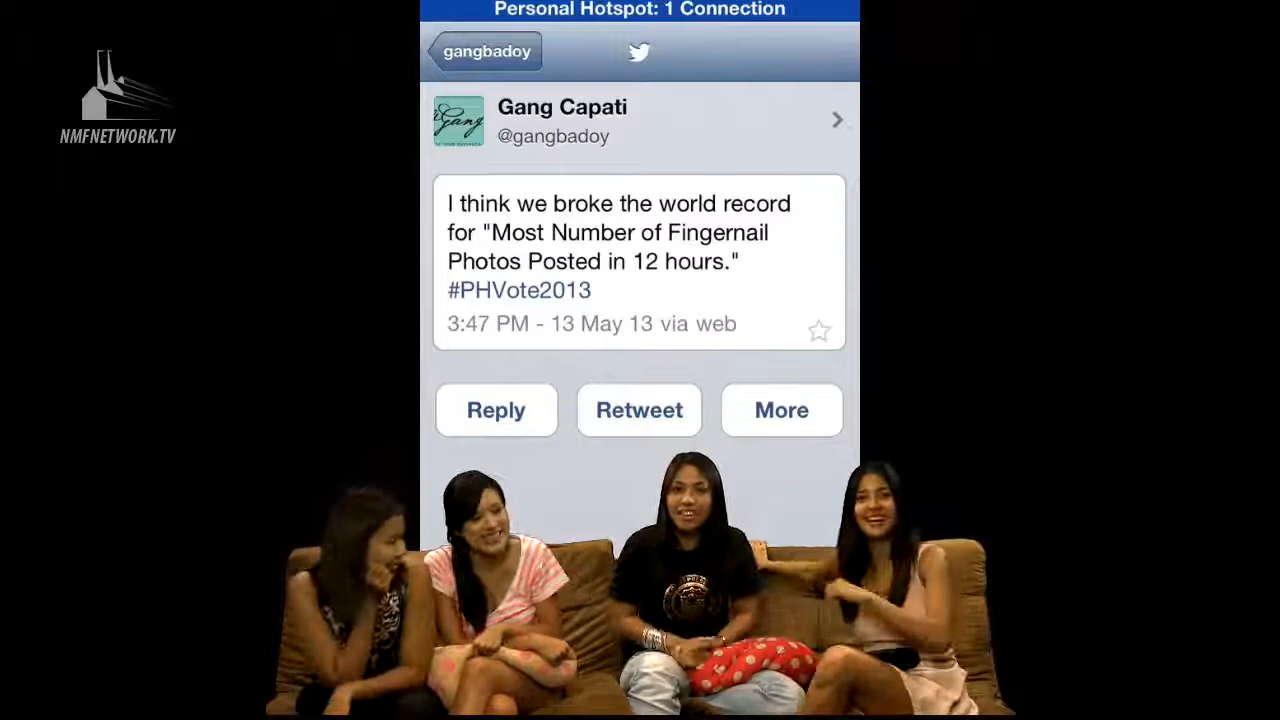 Personal Hotspot: 1 Connection
gangbadoy
NMFNETWORK.TV
Gang Capati
@gangbadoy
I think we broke the world record
for "Most Number of Fingernail
Photos Posted in 12 hours."
#PHVote2013
3:47 PM - 13 May 13 via web
Reply
Retweet
More